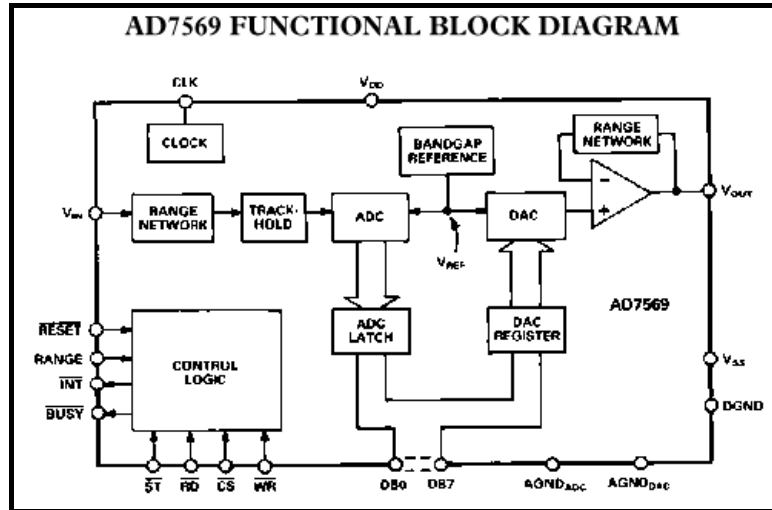 AD7569 FUNCTIONAL BLOCK DIAGRAM
CLK
VDD
CLOCK
BANDGAP
REFERENCE
RANGE
NETWORK
VIN
RANGE
NETWORK
TRACK-
HOLD
ADC
DAC
−
+
VOUT
VREF
AD7569
RESET
RANGE
INT
BUSY
CONTROL
LOGIC
ADC
LATCH
DAC
REGISTER
VSS
DGND
ST
RD
CS
WR
DB0
DB7
AGNDADC
AGNDDAC